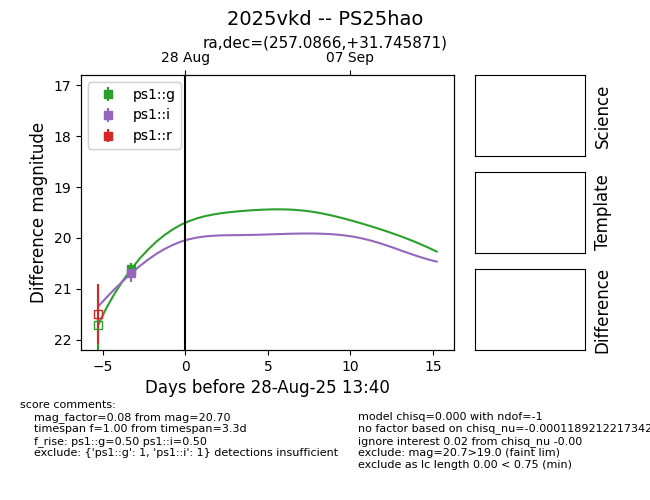 2025vkd -- PS25hao
ra,dec=(257.0866,+31.745871)
28 Aug
07 Sep
17
18
19
20
21
22
Difference magnitude
ps1::g
ps1::i
ps1::r
−5
0
5
10
15
Days before 28-Aug-25 13:40
Science
Template
Difference
score comments:
mag_factor=0.08 from mag=20.70
timespan f=1.00 from timespan=3.3d
f_rise: ps1::g=0.50 ps1::i=0.50
exclude: {'ps1::g': 1, 'ps1::i': 1} detections insufficient
model chisq=0.000 with ndof=-1
no factor based on chisq_nu=-0.0001189212217342
ignore interest 0.02 from chisq_nu -0.00
exclude: mag=20.7>19.0 (faint lim)
exclude as lc length 0.00 < 0.75 (min)